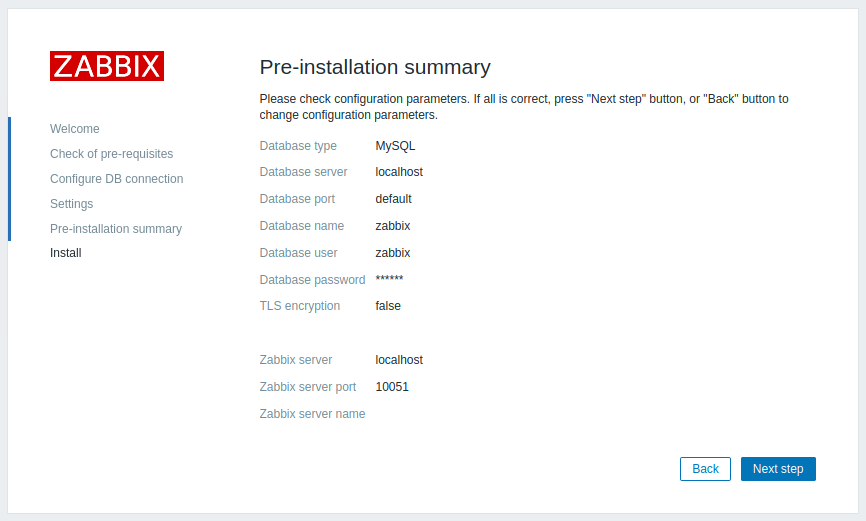 ZABBIX
Welcome
Check of pre-requisites
Configure DB connection
Settings
Pre-installation summary
Install
Pre-installation summary
Please check configuration parameters. If all is correct, press "Next step" button, or "Back" button to
change configuration parameters.
Database type MySQL
Database server localhost
Database port default
Database name zabbix
Database user zabbix
Database password ******
TLS encryption false
Zabbix server localhost
Zabbix server port 10051
Zabbix server name
Back Next step